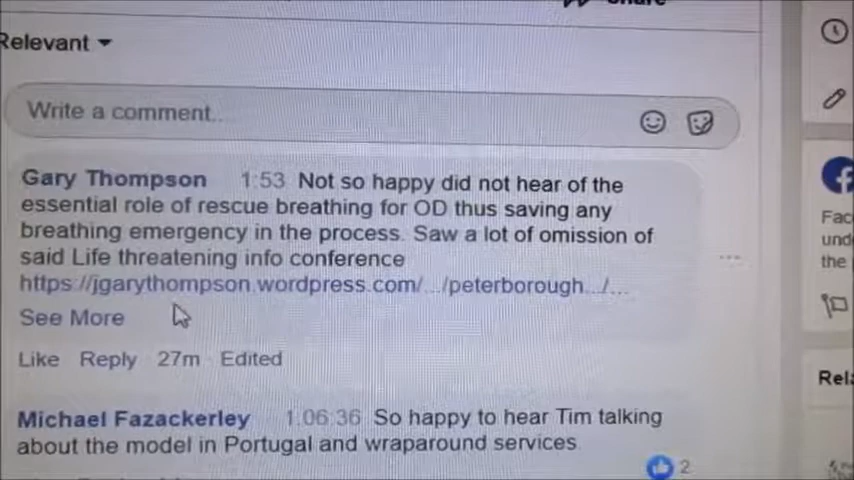 Relevant
Write a comment...
Gary Thompson 1:53 Not so happy did not hear of the
essential role of rescue breathing for OD thus saving any
breathing emergency in the process. Saw a lot of omission of
said Life threatening info conference
https://jgarythompson.wordpress.com/.../peterborough.../...
See More
Like Reply 27m Edited
Michael Fazackerley 1:06:36 So happy to hear Tim talking
about the model in Portugal and wraparound services
2
Fac
und
the
Rel